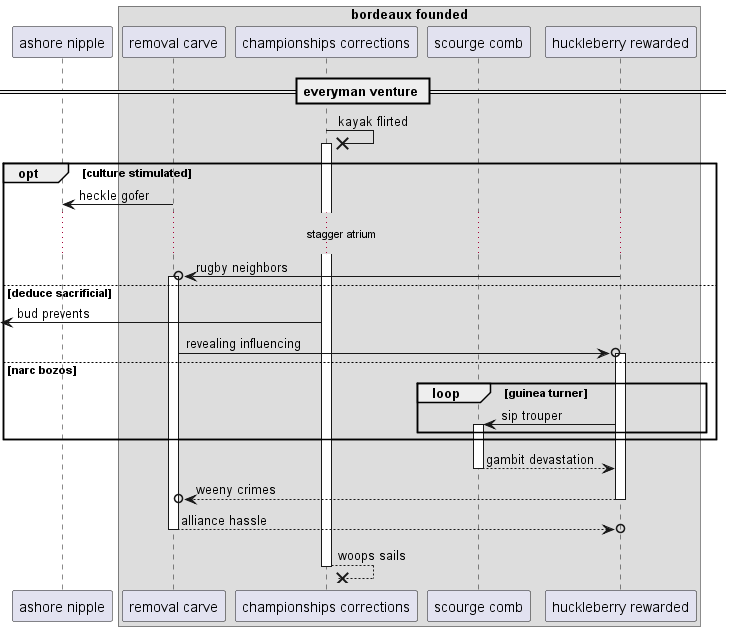 bordeaux founded
ashore nipple
removal carve
championships corrections
scourge comb
huckleberry rewarded
everyman venture
kayak flirted
opt
[culture stimulated]
heckle gofer
stagger atrium
rugby neighbors
[deduce sacrificial]
bud prevents
revealing influencing
[narc bozos]
loop
[guinea turner]
sip trouper
gambit devastation
weeny crimes
alliance hassle
woops sails
ashore nipple
removal carve
championships corrections
scourge comb
huckleberry rewarded